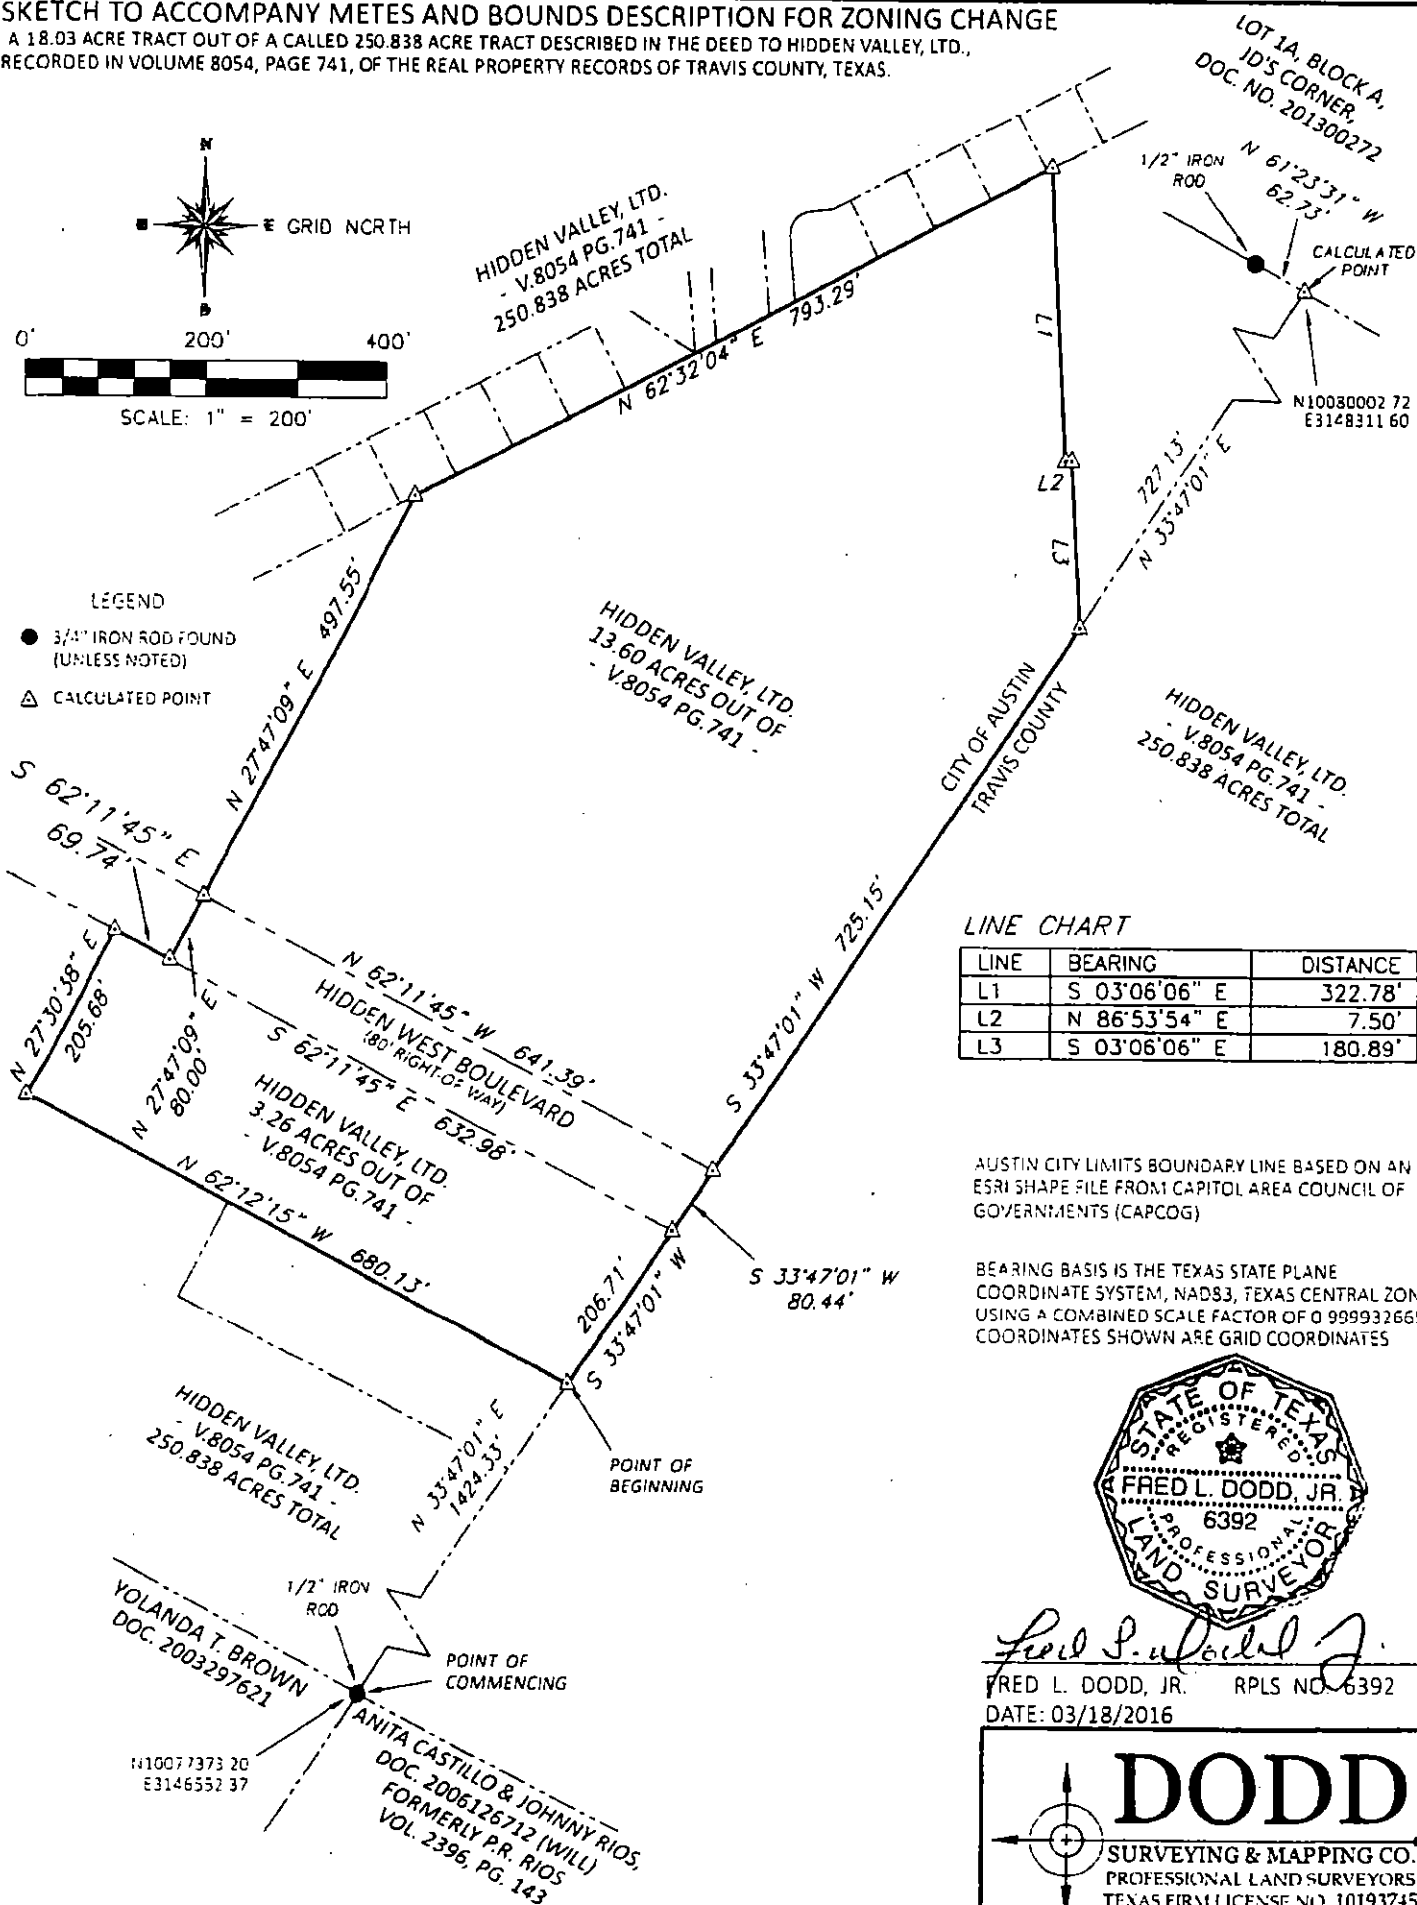 SKETCH TO ACCOMPANY METES AND BOUNDS DESCRIPTION FOR ZONING CHANGE
A 18.03 ACRE TRACT OUT OF A CALLED 250.838 ACRE TRACT DESCRIBED IN THE DEED TO HIDDEN VALLEY, LTD.,
RECORDED IN VOLUME 8054, PAGE 741, OF THE REAL PROPERTY RECORDS OF TRAVIS COUNTY, TEXAS.
LOT 1A, BLOCK A,
JD'S CORNER,
DOC. NO. 201300272
1/2" IRON
ROD
N 61°23'31" W
62.73'
CALCULATED
POINT
N10080002 72
E3148311 60
N
E GRID NORTH
0' 200' 400'
SCALE: 1" = 200'
HIDDEN VALLEY, LTD.
- V.8054 PG.741 -
250.838 ACRES TOTAL
N 62°32'04" E 793.29'
L1
L2
L3
727 13'
N 33°47'01" E
LEGEND
3/4" IRON ROD FOUND
(UNLESS NOTED)
CALCULATED POINT
N 27°47'09" E 497.55'
HIDDEN VALLEY, LTD.
13.60 ACRES OUT OF
- V.8054 PG.741 -
CITY OF AUSTIN
TRAVIS COUNTY
HIDDEN VALLEY, LTD.
- V.8054 PG.741 -
250.838 ACRES TOTAL
S 62°11'45" E
69.74'
S 33°47'01" W 725.15'
LINE CHART
LINE BEARING DISTANCE
L1 S 03°06'06" E 322.78'
L2 N 86°53'54" E 7.50'
L3 S 03°06'06" E 180.89'
N 27°30'38" E
205.68'
N 27°47'09" E
80.00'
N 62°11'45" W 641.39'
HIDDEN WEST BOULEVARD
(80' RIGHT-OF WAY)
S 62°11'45" E 632.98'
HIDDEN VALLEY, LTD.
3.26 ACRES OUT OF
- V.8054 PG.741 -
N 62°12'15" W 680.13'
206.71'
S 33°47'01" W
S 33°47'01" W
80.44'
AUSTIN CITY LIMITS BOUNDARY LINE BASED ON AN
ESRI SHAPE FILE FROM CAPITOL AREA COUNCIL OF
GOVERNMENTS (CAPCOG)
BEARING BASIS IS THE TEXAS STATE PLANE
COORDINATE SYSTEM, NAD83, TEXAS CENTRAL ZON
USING A COMBINED SCALE FACTOR OF 0 999932669
COORDINATES SHOWN ARE GRID COORDINATES
HIDDEN VALLEY, LTD.
- V.8054 PG.741 -
250.838 ACRES TOTAL
N 33°47'01" E
1424.33'
POINT OF
BEGINNING
STATE OF TEXAS
REGISTERED
FRED L. DODD, JR.
6392
PROFESSIONAL
LAND SURVEYOR
Fred L. Dodd Jr.
FRED L. DODD, JR. RPLS NO. 6392
DATE: 03/18/2016
1/2" IRON
ROD
POINT OF
COMMENCING
YOLANDA T. BROWN
DOC. 2003297621
N10077373 20
E3146552 37
ANITA CASTILLO & JOHNNY RIOS,
DOC. 2006126712 (WILL)
FORMERLY P.R. RIOS
VOL. 2396, PG. 143
DODD
SURVEYING & MAPPING CO.
PROFESSIONAL LAND SURVEYORS
TEXAS FIRM LICENSE NO. 10193745